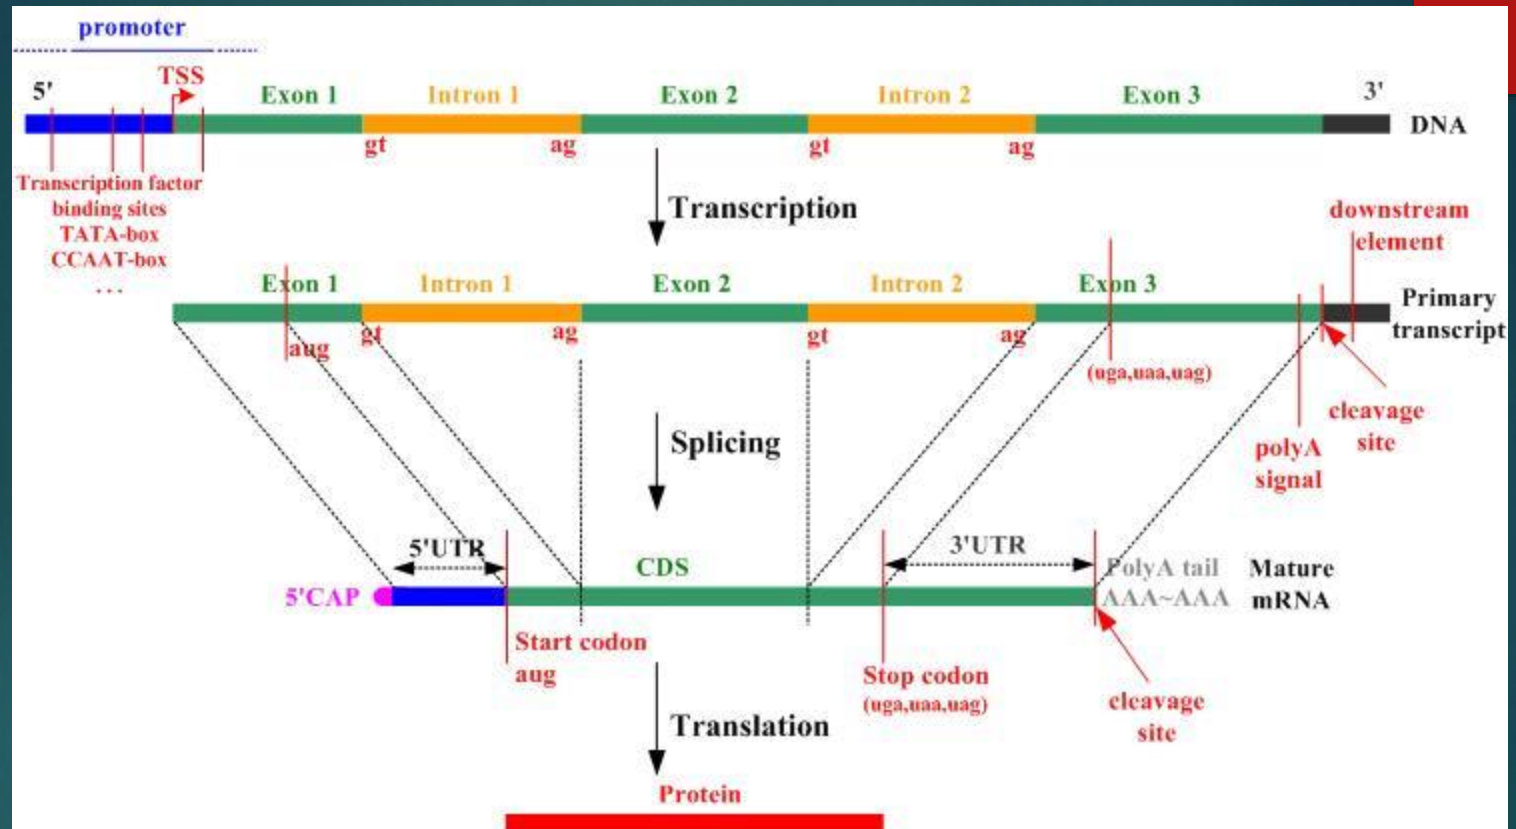 promoter
5'
TSS
Exon 1
Intron 1
Exon 2
Intron 2
Exon 3
3'
DNA
gt
ag
gt
ag
Transcription factor
binding sites
TATA-box
CCAAT-box
...
Transcription
downstream
element
Exon 1
Intron 1
Exon 2
Intron 2
Exon 3
Primary
transcript
aug
gt
ag
gt
ag
(uga,uaa,uag)
cleavage
site
polyA
signal
Splicing
5'UTR
CDS
3'UTR
PolyA tail
AAA~AAA
Mature
mRNA
5'CAP
Start codon
aug
Stop codon
(uga,uaa,uag)
cleavage
site
Translation
Protein